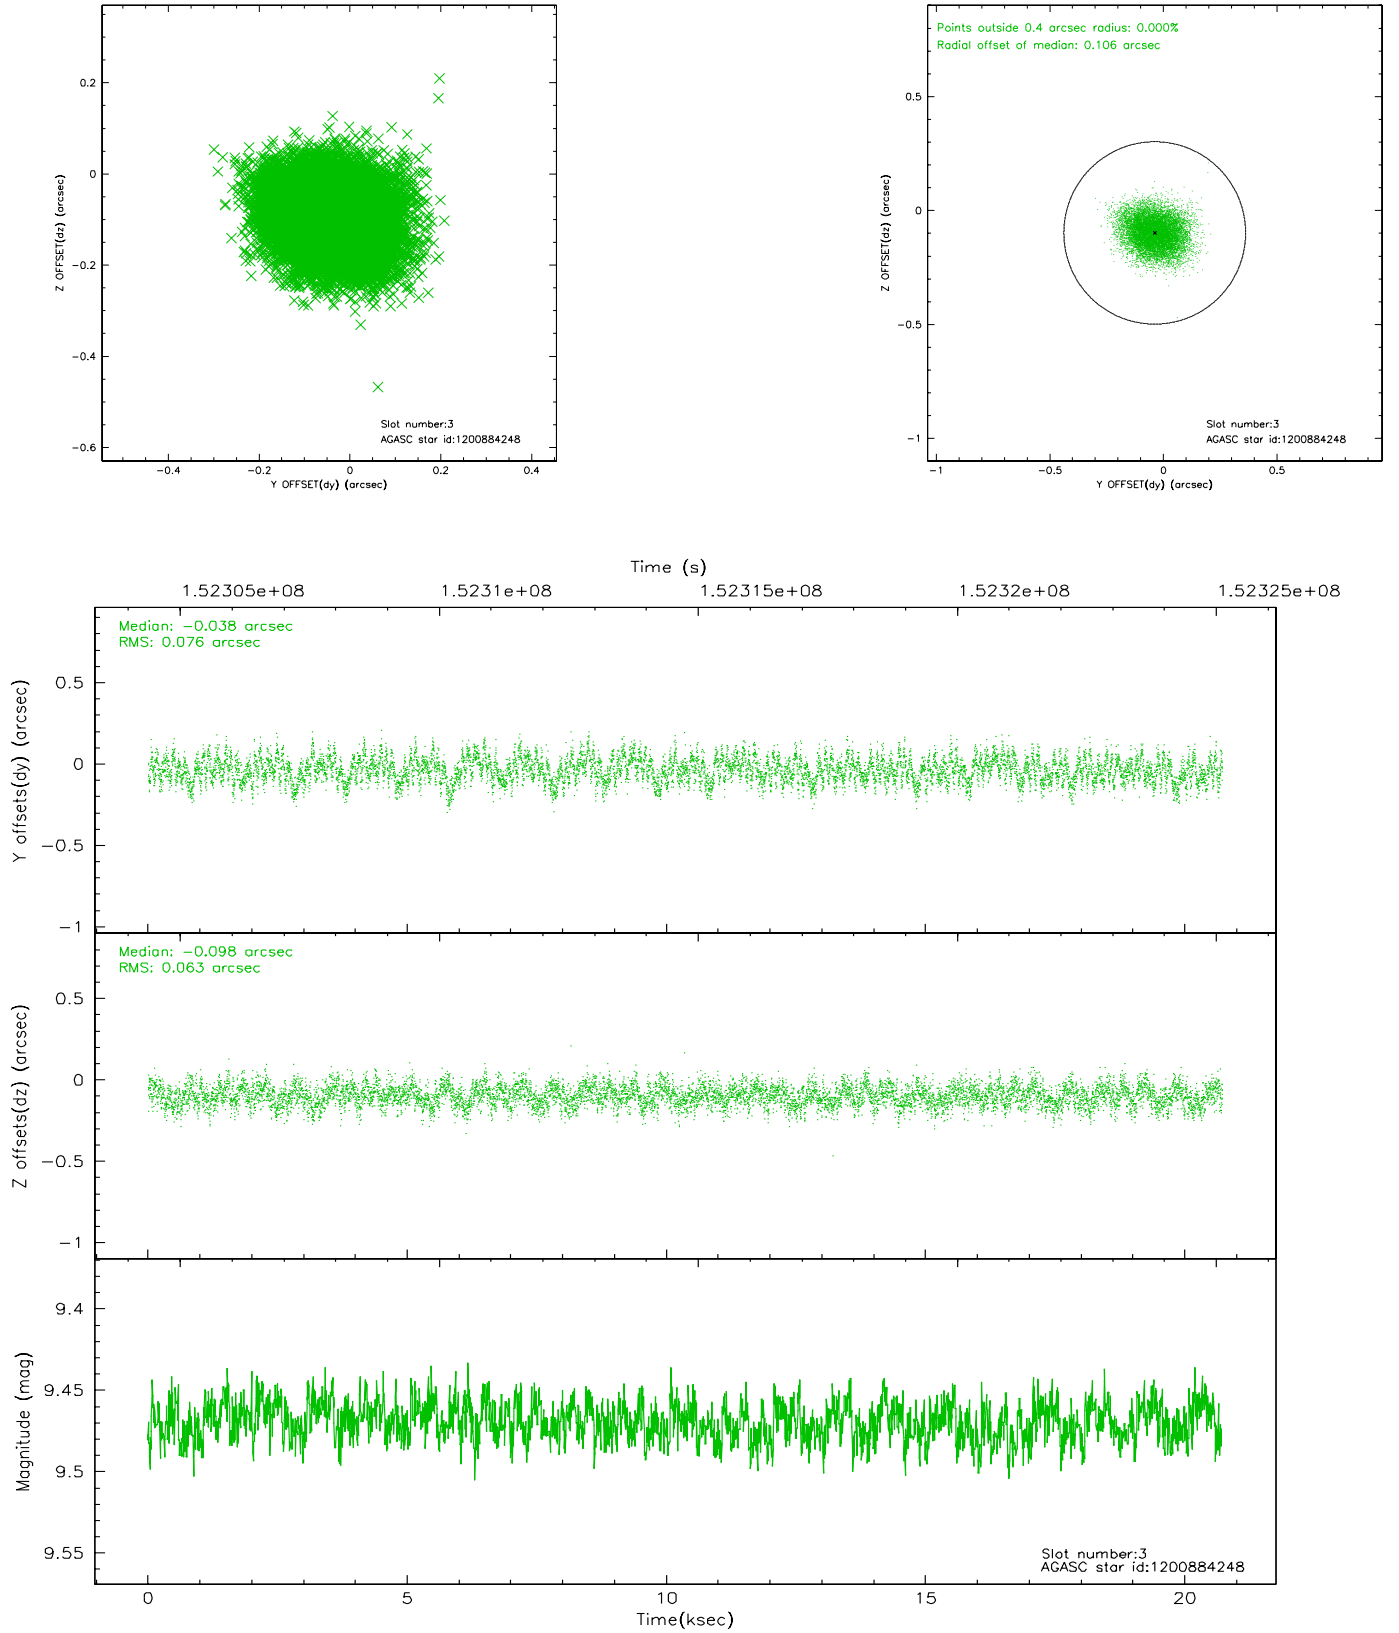 0.2
0
−0.2
−0.4
−0.6
Z OFFSET(dz) (arcsec)
−0.4
−0.2
0
0.2
0.4
Y OFFSET(dy) (arcsec)
Slot number:3
AGASC star id:1200884248
Points outside 0.4 arcsec radius: 0.000%
Radial offset of median: 0.106 arcsec
0.5
0
−0.5
−1
Z OFFSET(dz) (arcsec)
−1
−0.5
0
0.5
Y OFFSET(dy) (arcsec)
Slot number:3
AGASC star id:1200884248
Time (s)
1.52305e+08
1.5231e+08
1.52315e+08
1.5232e+08
1.52325e+08
Median: −0.038 arcsec
RMS: 0.076 arcsec
0.5
0
−0.5
−1
Y offsets(dy) (arcsec)
Median: −0.098 arcsec
RMS: 0.063 arcsec
0.5
0
−0.5
−1
Z offsets(dz) (arcsec)
9.4
9.45
9.5
9.55
Magnitude (mag)
Slot number:3
AGASC star id:1200884248
0
5
10
15
20
Time(ksec)